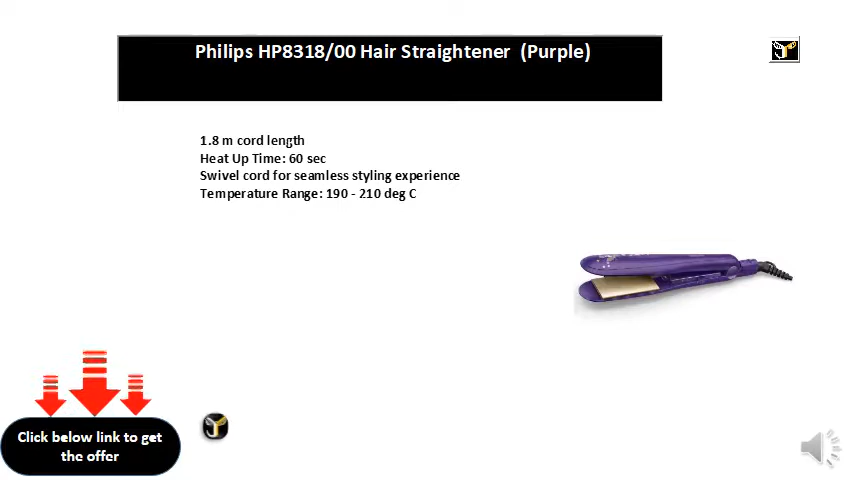 Philips HP8318/00 Hair Straightener  (Purple)
1.8 m cord length
Heat Up Time: 60 sec
Swivel cord for seamless styling experience
Temperature Range: 190 - 210 deg C
Click below link to get
the offer